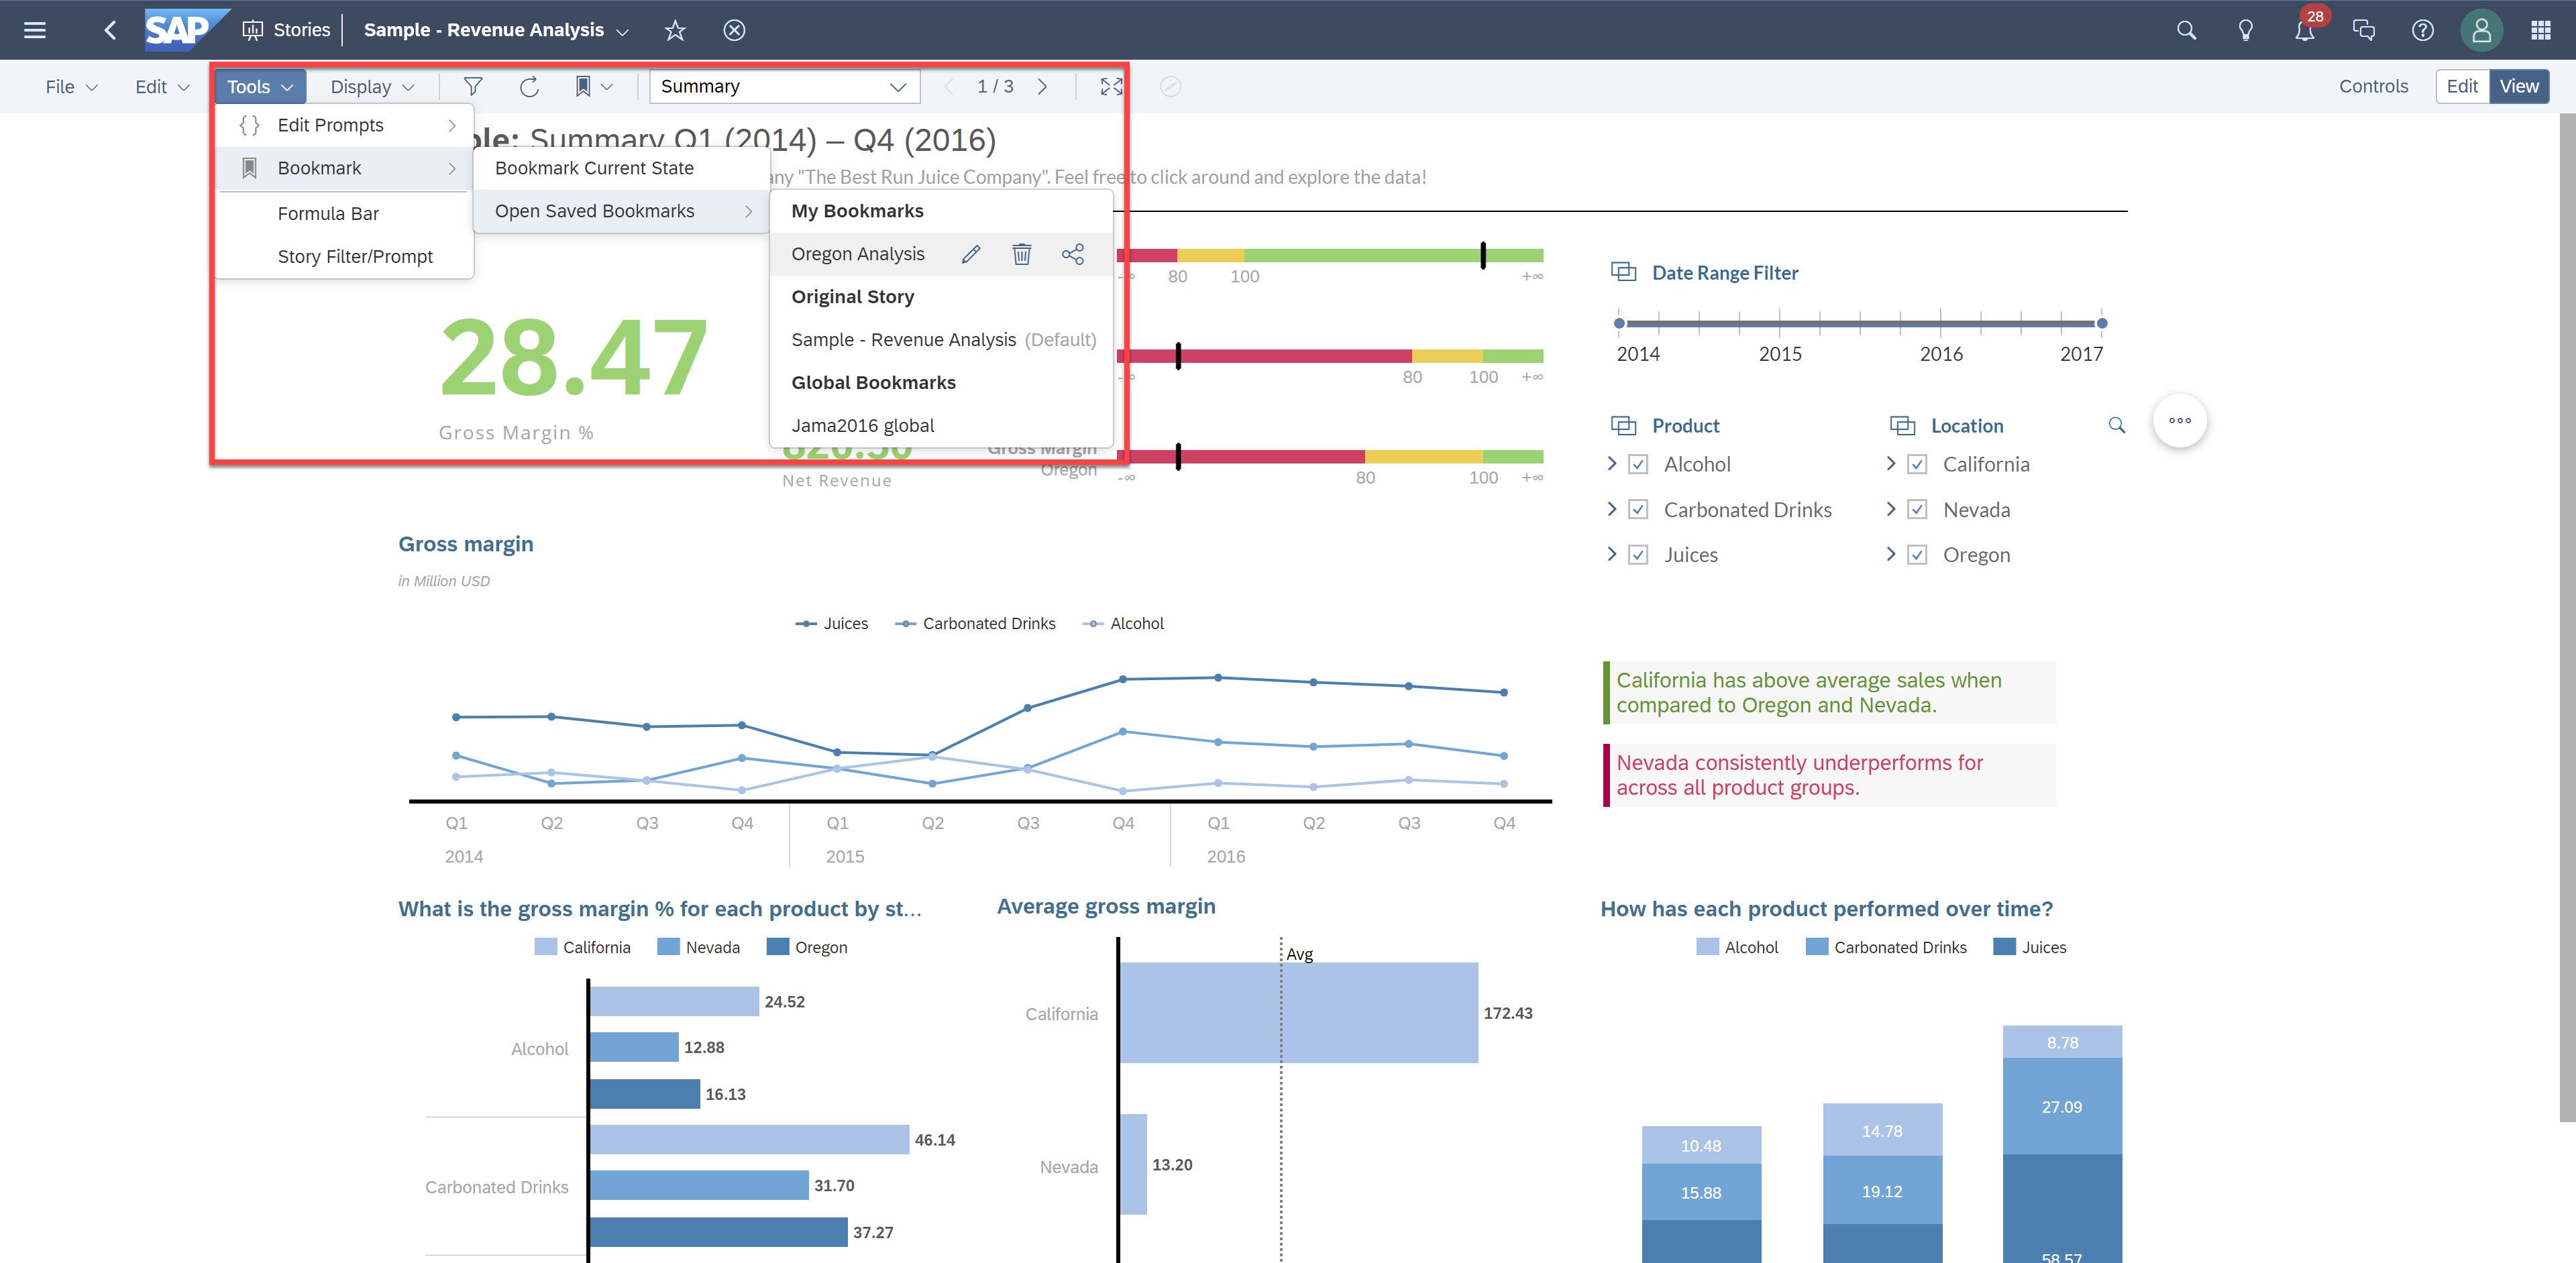 SAP Stories Sample - Revenue Analysis 28
File Edit Tools Display Summary 1 / 3 Controls Edit View
Edit Prompts
Bookmark
Formula Bar
Story Filter/Prompt
Bookmark Current State
Open Saved Bookmarks
My Bookmarks
Oregon Analysis
Original Story
Sample - Revenue Analysis (Default)
Global Bookmarks
Jama2016 global
Summary Q1 (2014) – Q4 (2016)
"The Best Run Juice Company". Feel free to click around and explore the data!
28.47
Gross Margin %
Net Revenue
Gross Margin
Oregon
80 100 +∞
80 100 +∞
-∞ 80 100 +∞
Date Range Filter
2014 2015 2016 2017
Product
Alcohol
Carbonated Drinks
Juices
Location
California
Nevada
Oregon
Gross margin
in Million USD
Juices Carbonated Drinks Alcohol
Q1 Q2 Q3 Q4 Q1 Q2 Q3 Q4 Q1 Q2 Q3 Q4
2014 2015 2016
California has above average sales when
compared to Oregon and Nevada.
Nevada consistently underperforms for
across all product groups.
What is the gross margin % for each product by st...
California Nevada Oregon
Alcohol
24.52
12.88
16.13
Carbonated Drinks
46.14
31.70
37.27
Average gross margin
Avg
California 172.43
Nevada 13.20
How has each product performed over time?
Alcohol Carbonated Drinks Juices
10.48
15.88
14.78
19.12
8.78
27.09
58.57